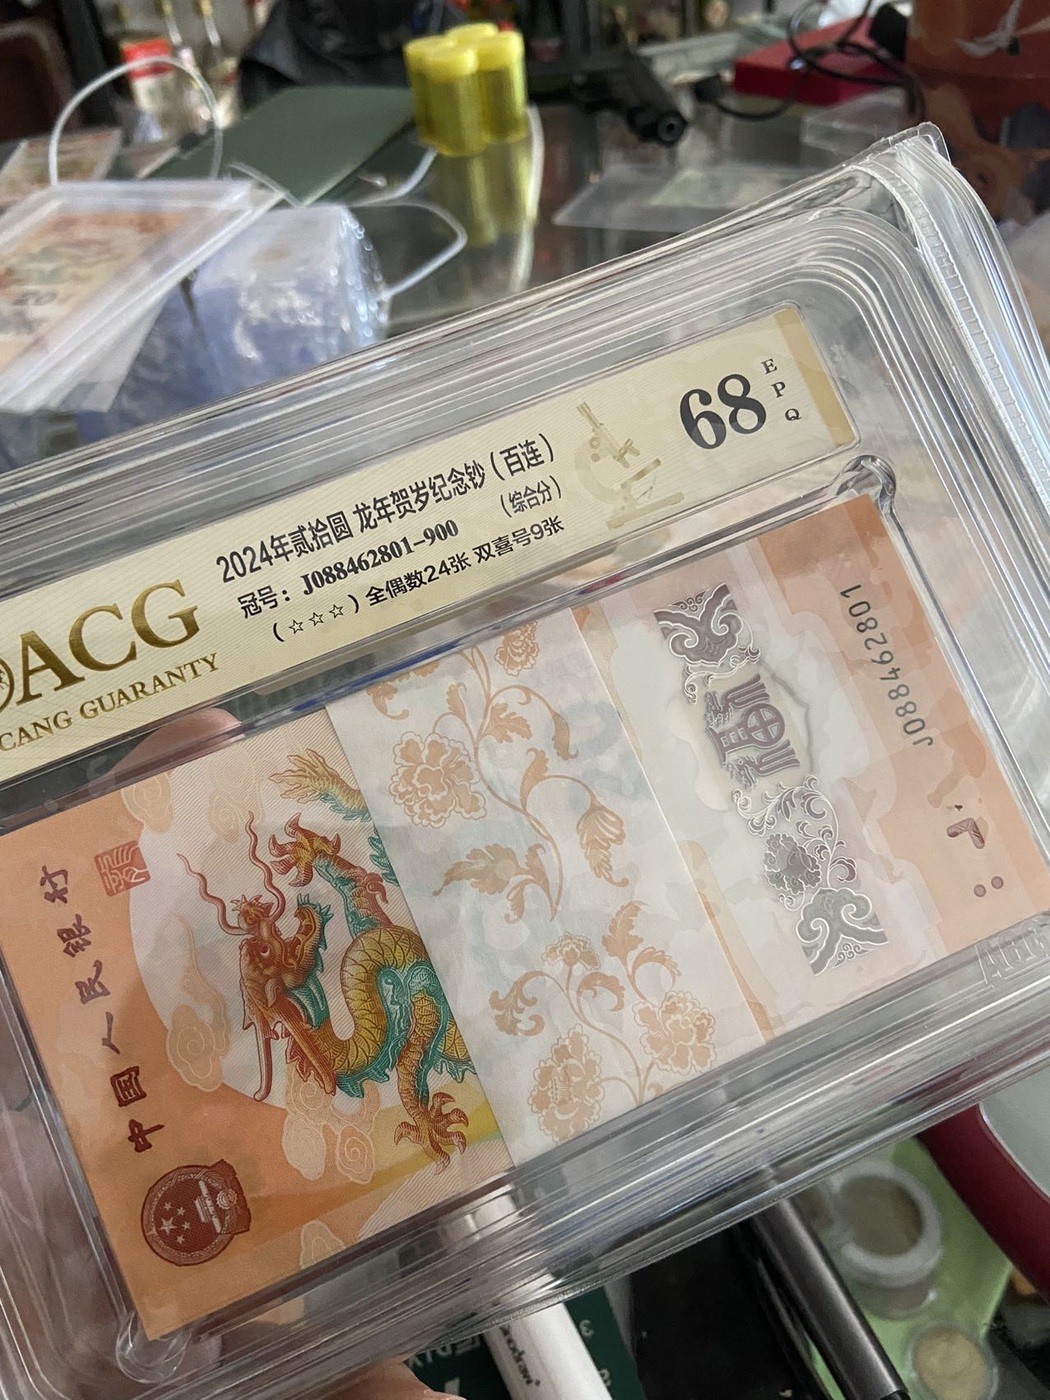 ACG
CANG GUARANTY
2024年贰拾圆 龙年贺岁纪念钞（百连）
冠号：J088462801-900
（综合分）
（☆☆☆）全偶数24张 双喜号9张
68
E
P
Q
中国人民银行
J088462801